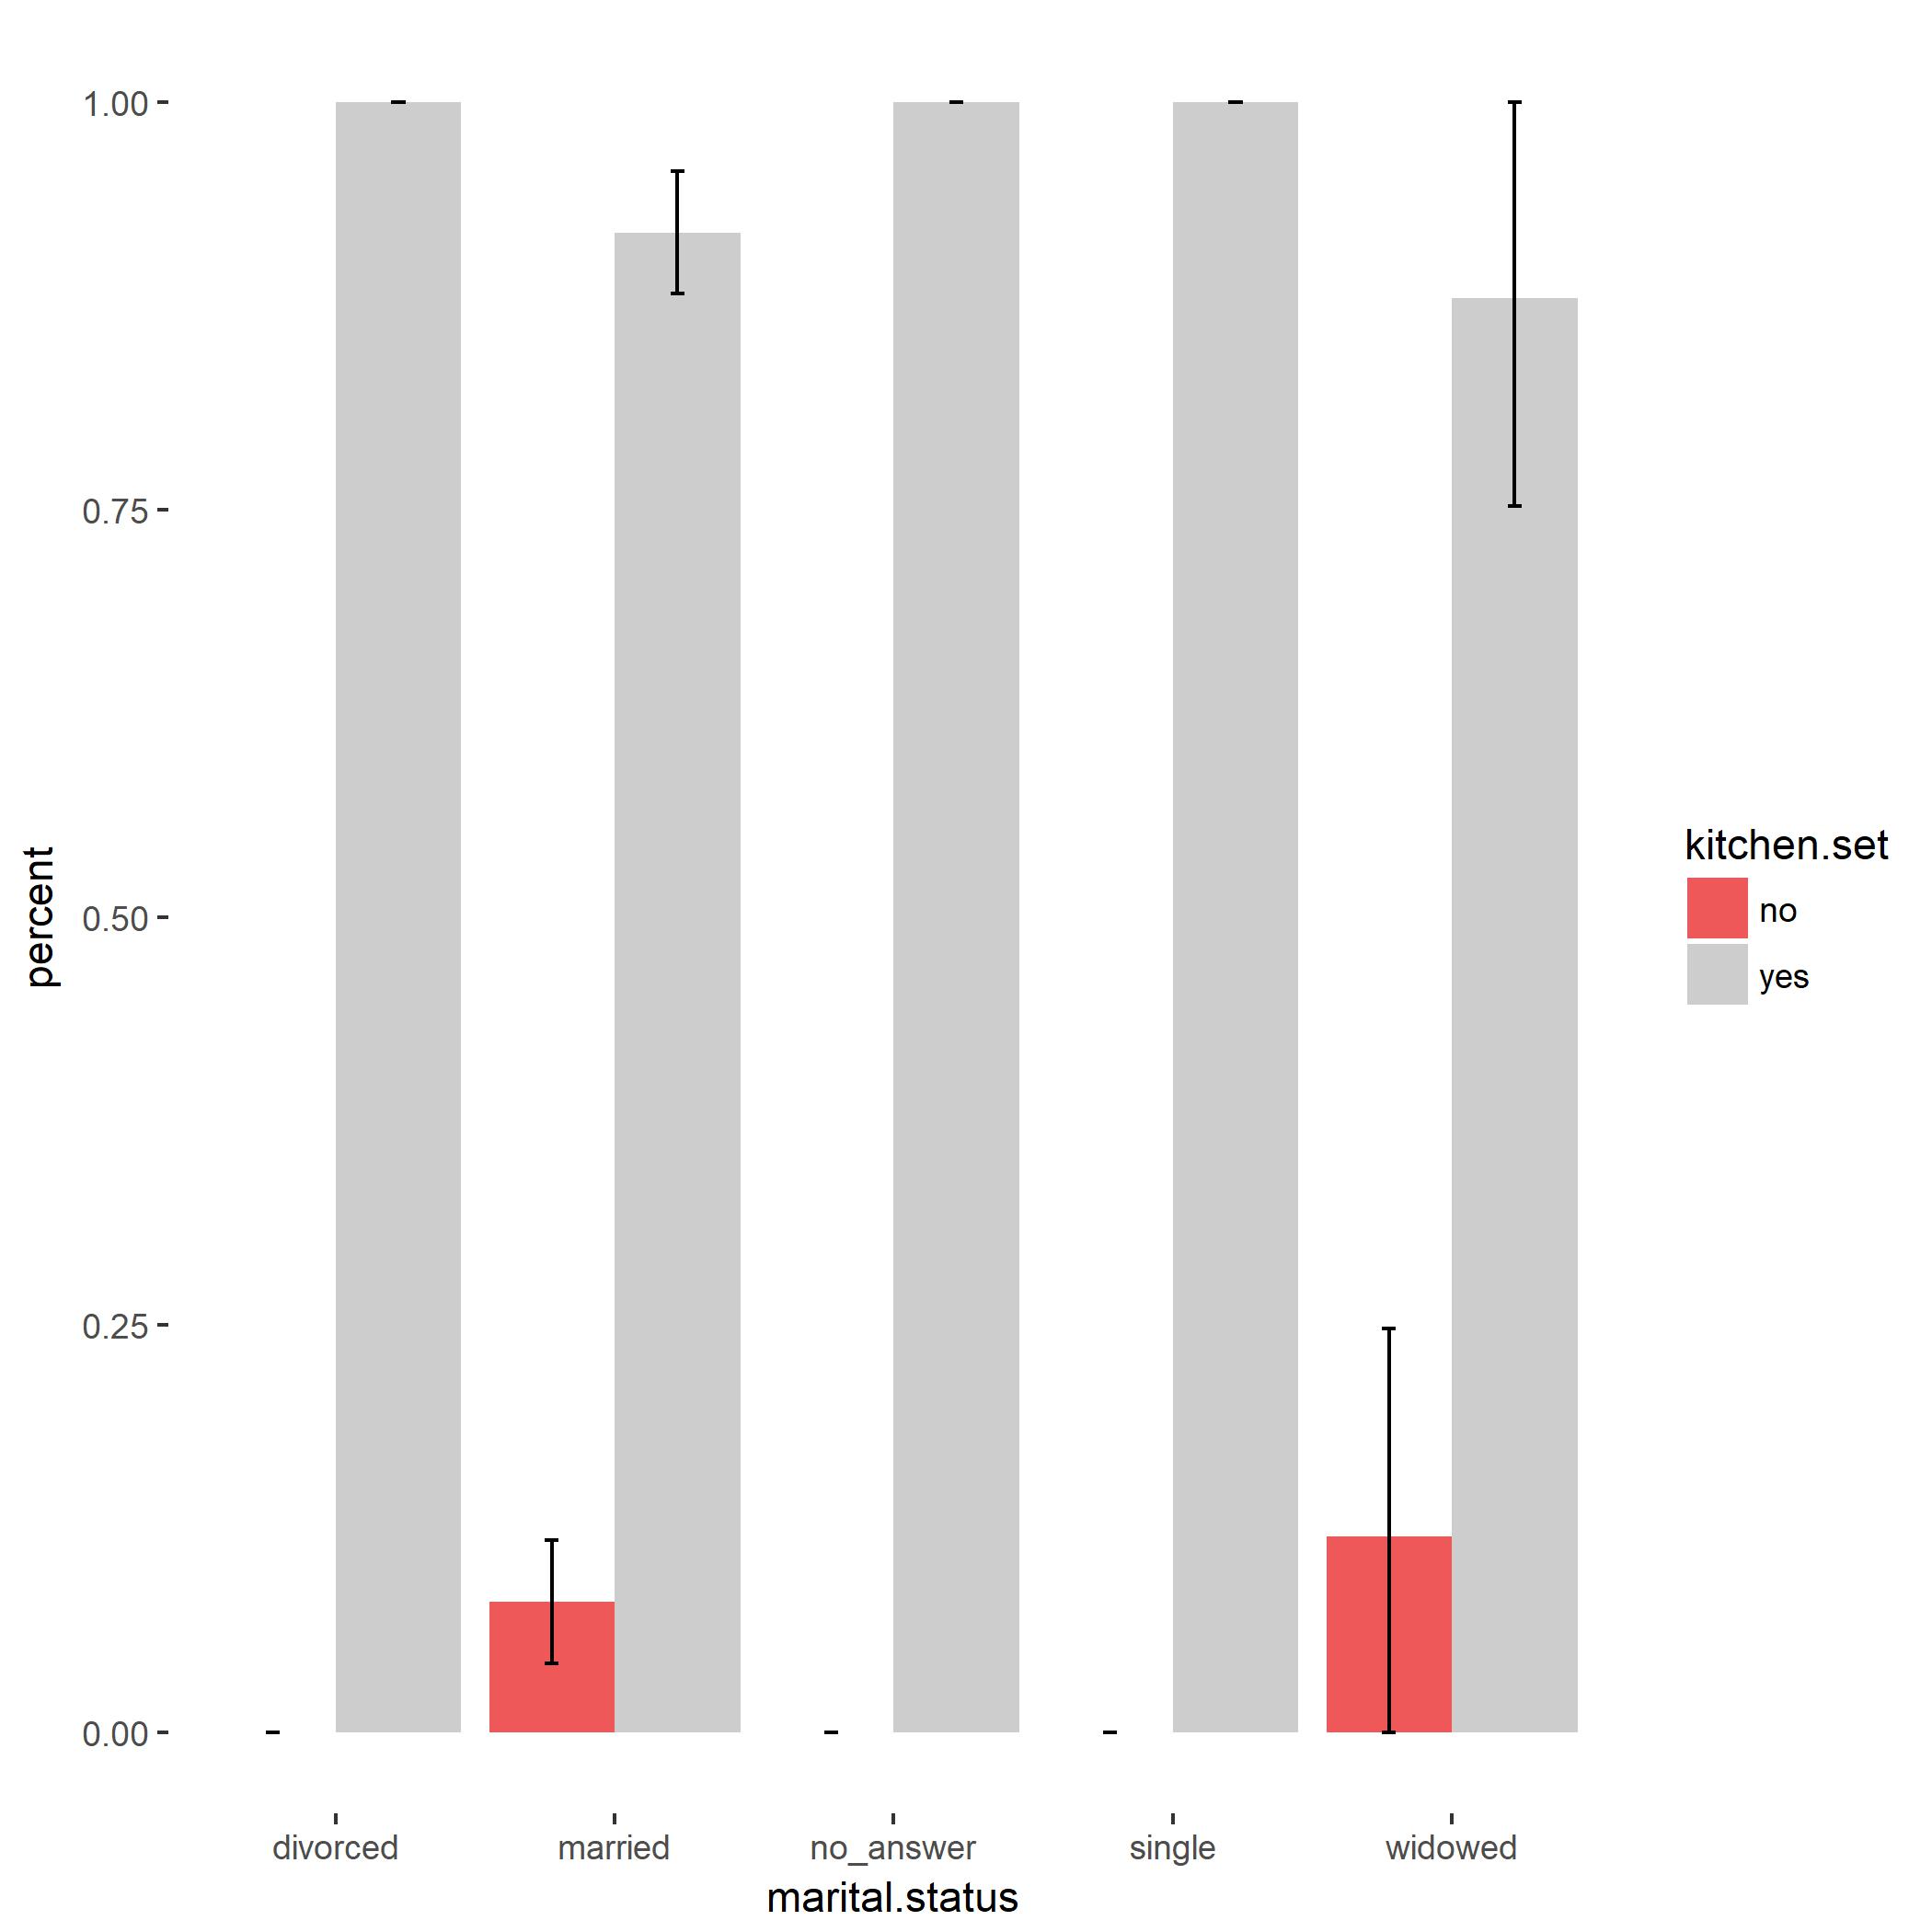 1.00
0.75
0.50
0.25
0.00
percent
divorced
married
no_answer
single
widowed
marital.status
kitchen.set
no
yes